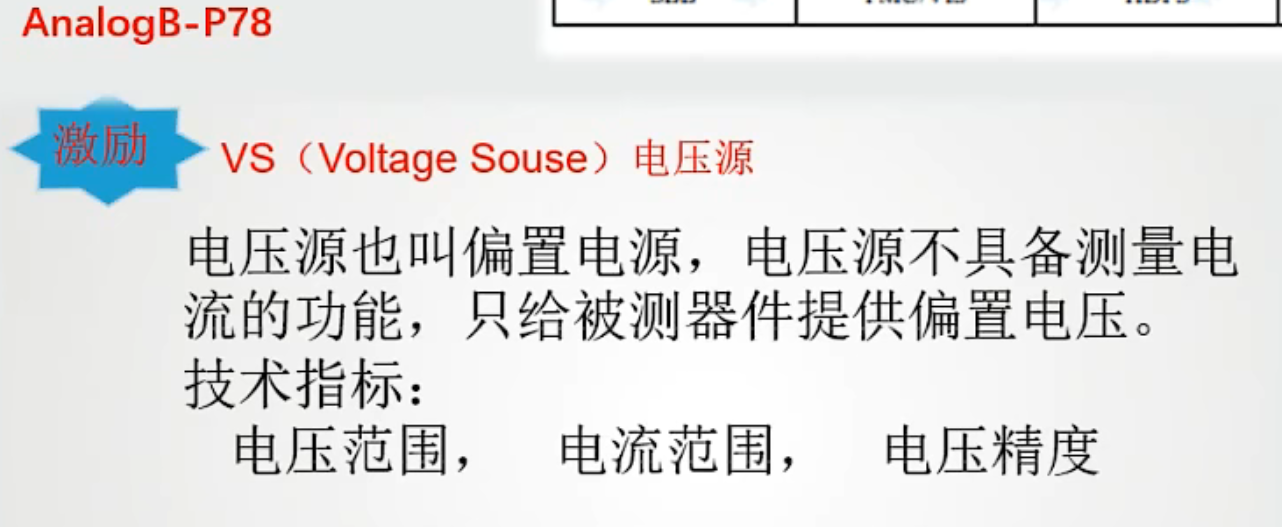 AnalogB-P78
激励
VS（Voltage Souse）电压源
电压源也叫偏置电源，电压源不具备测量电
流的功能，只给被测器件提供偏置电压。
技术指标：
电压范围， 电流范围， 电压精度